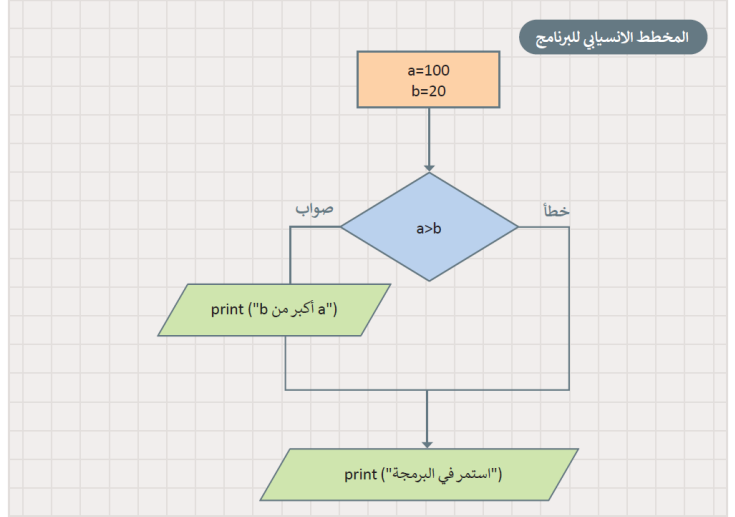 المخطط الانسيابي للبرنامج
a=100
b=20
a>b
صواب
خطأ
print ("b أكبر من a")
print ("استمر في البرمجة")